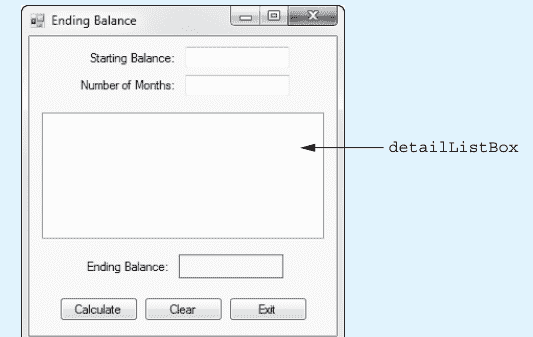 Ending Balance
Starting Balance:
Number of Months:
detailListBox
Ending Balance:
Calculate Clear Exit